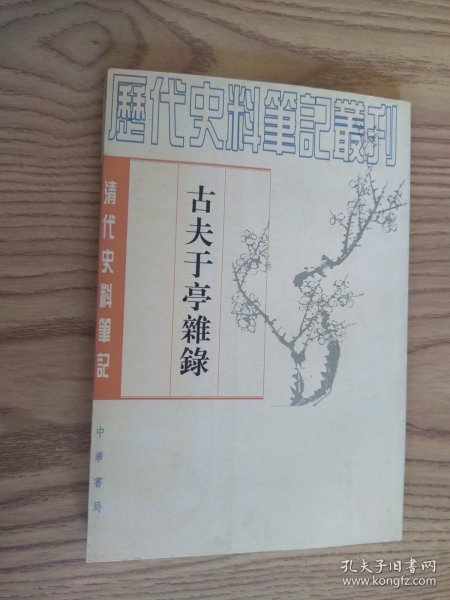 歷代史料筆記叢刊
清代史料筆記
古夫于亭雜錄
中華書局
孔夫子旧书网
www.kongfz.com